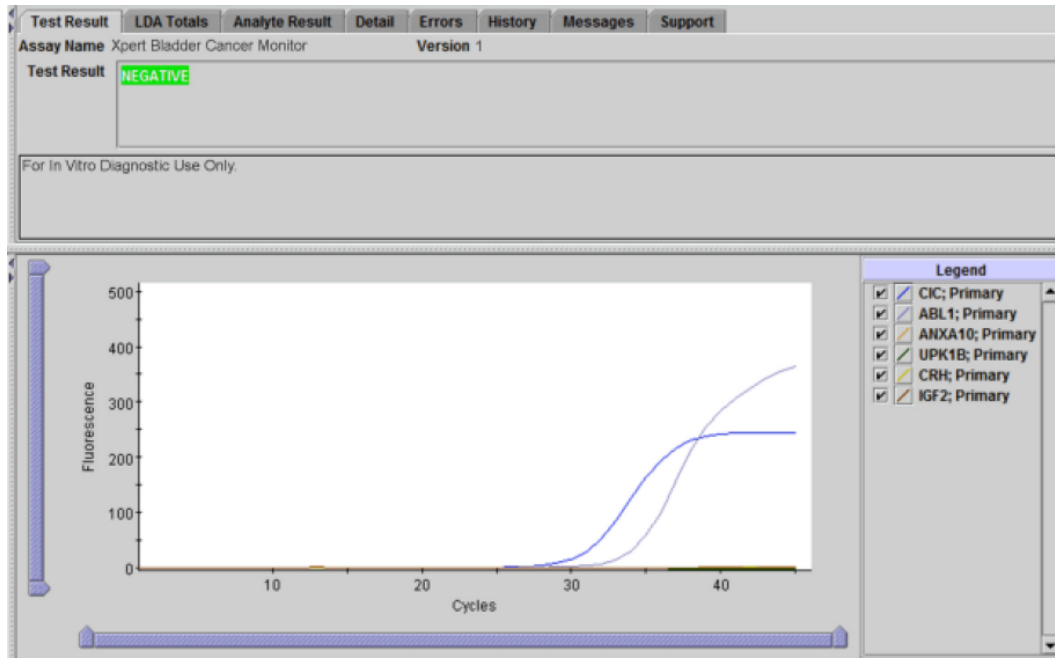 Test Result LDA Totals Analyte Result Detail Errors History Messages Support
Assay Name Xpert Bladder Cancer Monitor Version 1
Test Result NEGATIVE
For In Vitro Diagnostic Use Only.
Legend
CIC; Primary
ABL1; Primary
ANXA10; Primary
UPK1B; Primary
CRH; Primary
IGF2; Primary
500
400
300
200
100
0
Fluorescence
10 20 30 40
Cycles